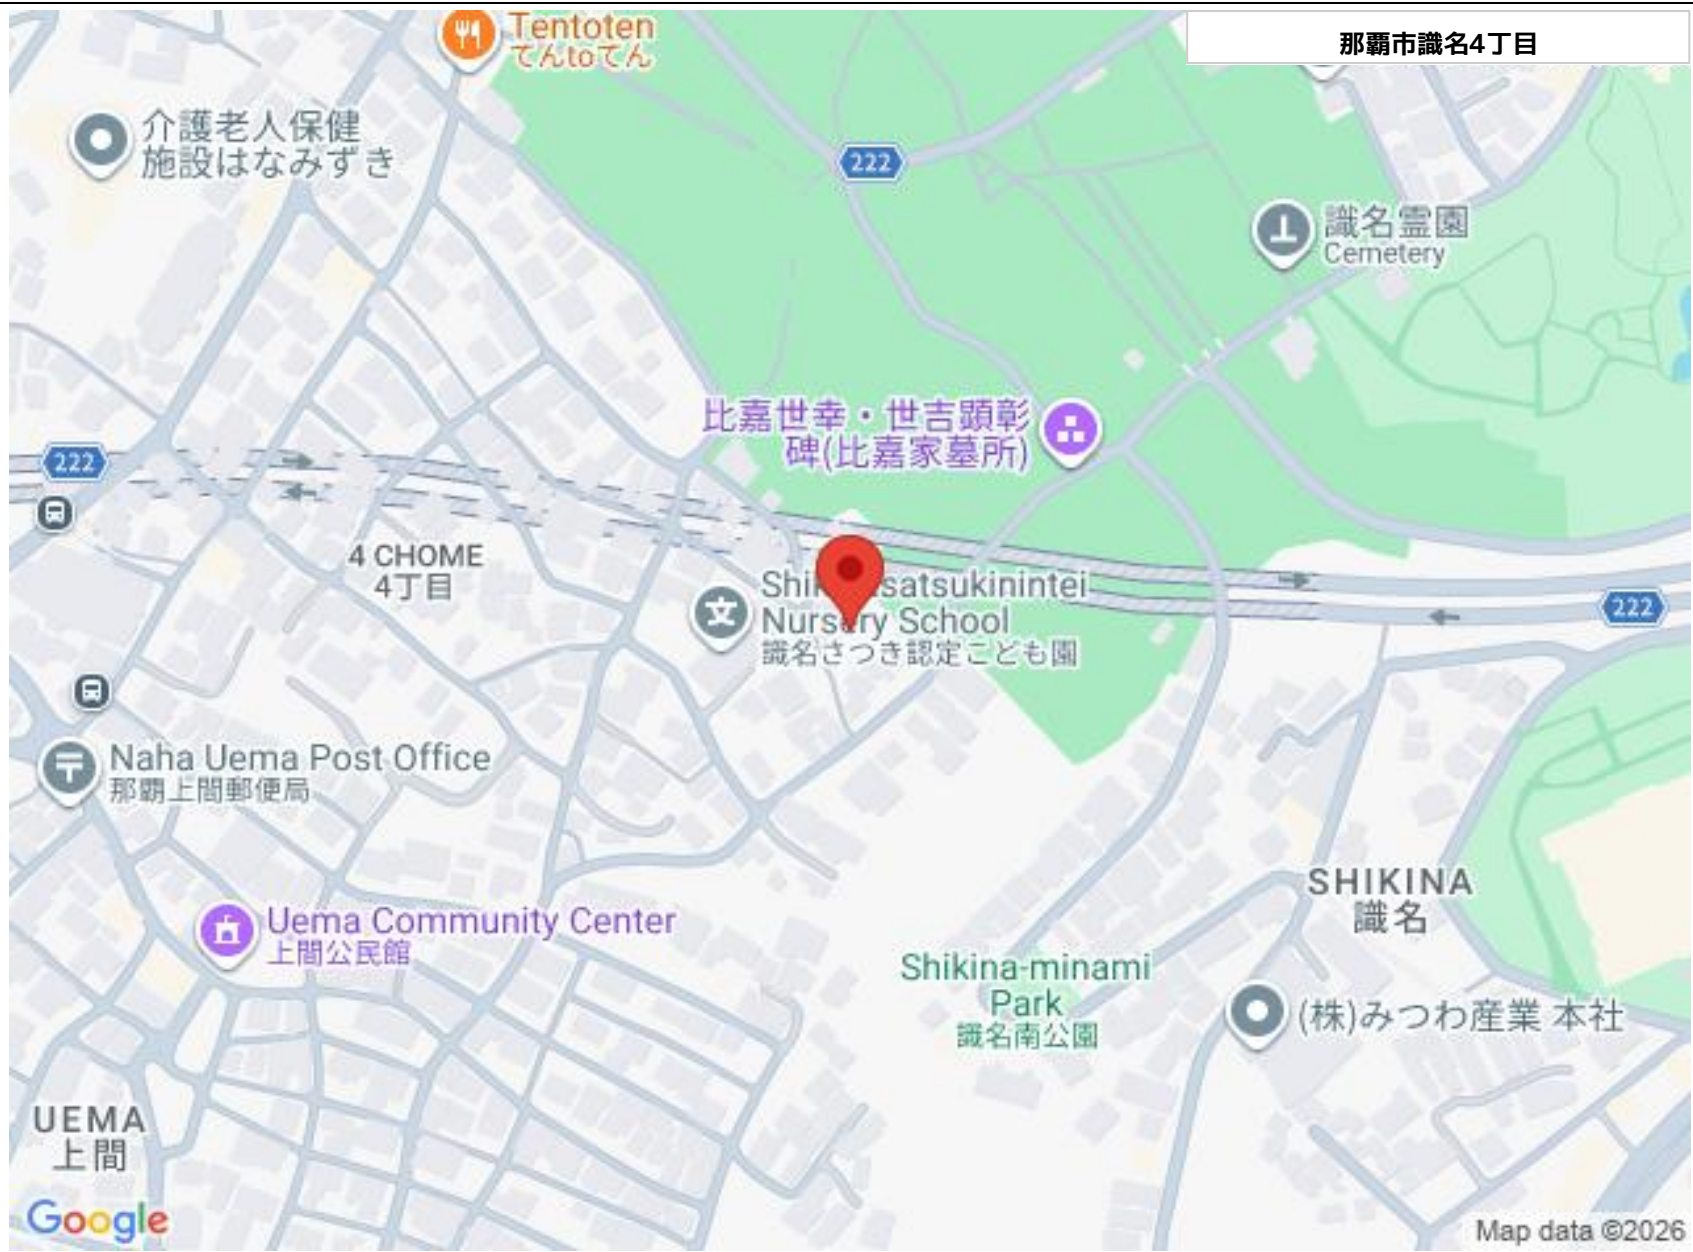 那覇市識名4丁目
Tentoten
てんtoてん
介護老人保健
施設はなみずき
222
識名霊園
Cemetery
比嘉世幸・世吉顕彰
碑(比嘉家墓所)
222
4 CHOME
4丁目
satsukinintei
Nursery School
識名さつき認定こども園
222
Naha Uema Post Office
那覇上間郵便局
SHIKINA
識名
Uema Community Center
上間公民館
Shikina-minami
Park
識名南公園
(株)みつわ産業 本社
UEMA
上間
Google
Map data ©2026